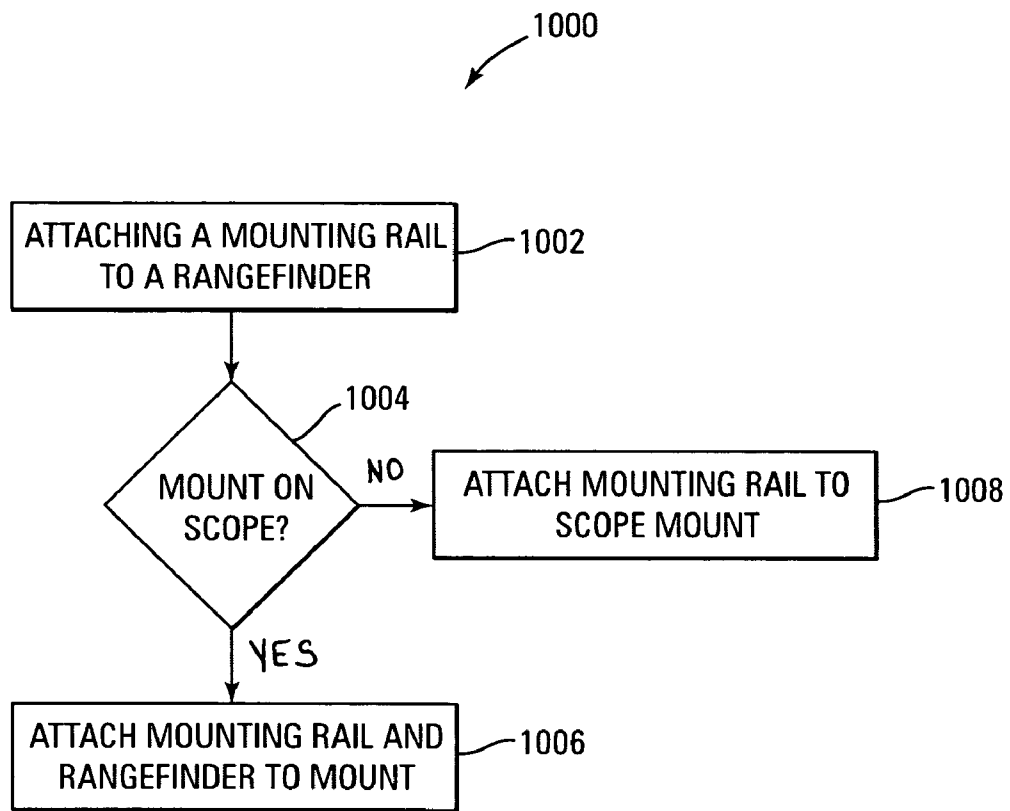 1000
ATTACHING A MOUNTING RAIL
TO A RANGEFINDER
1002
1004
MOUNT ON
SCOPE?
NO
ATTACH MOUNTING RAIL TO
SCOPE MOUNT
1008
YES
ATTACH MOUNTING RAIL AND
RANGEFINDER TO MOUNT
1006